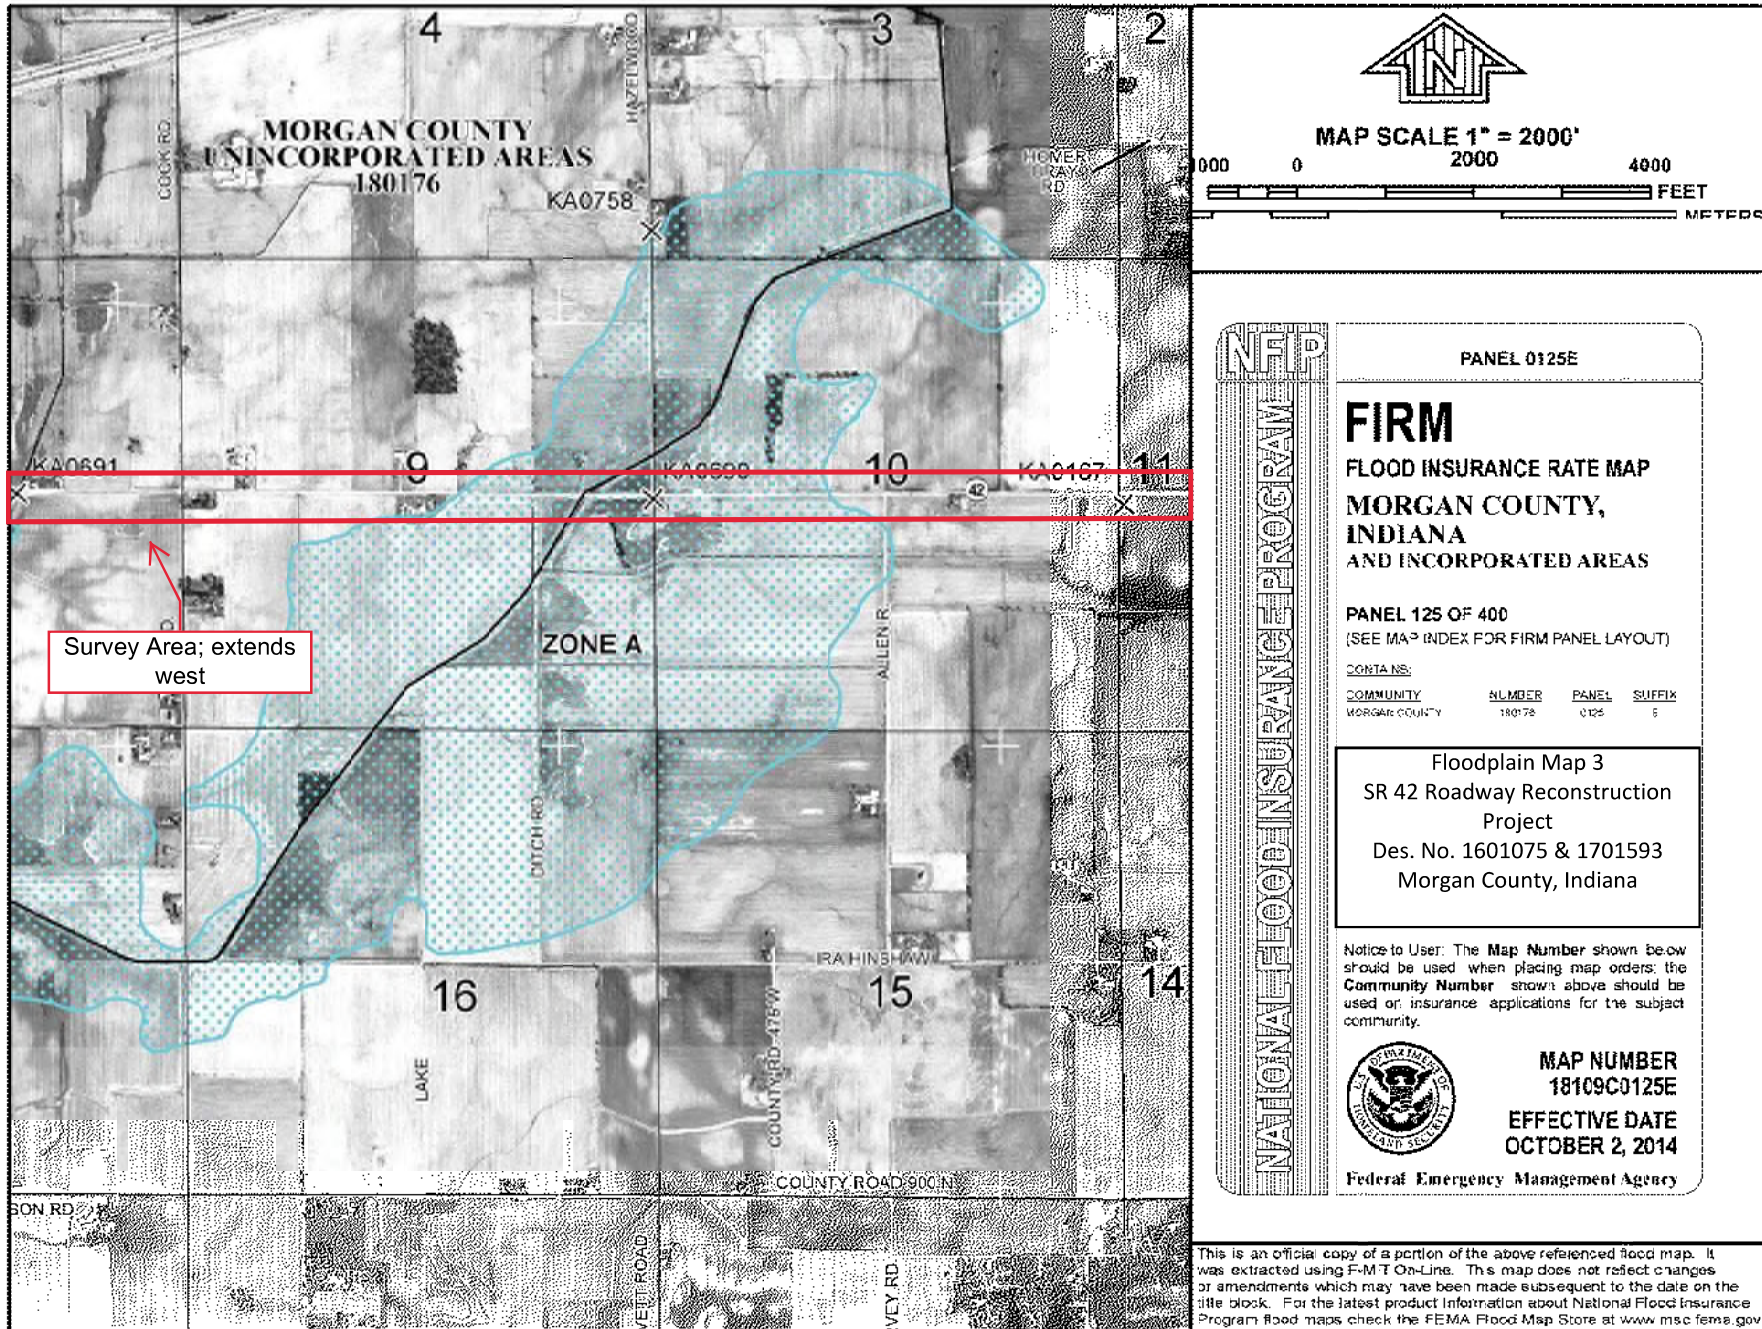 4
3
2
HAZELWOOD
COOK RD
MORGAN COUNTY
UNINCORPORATED AREAS
180176
HOMER
GRAY
RD
KA0758
KA0691
9
10
KA0167
11
42
Survey Area; extends
west
ZONE A
ALLEN R
DITCH RD
IRA HINSHAW
16
15
14
LAKE
COUNTY RD 475 W
COUNTY ROAD 900 N
SON RD
VETT ROAD
VEY RD
N
MAP SCALE 1" = 2000'
1000 0 2000 4000
FEET
METERS
NFIP
NATIONAL FLOOD INSURANCE PROGRAM
PANEL 0125E
FIRM
FLOOD INSURANCE RATE MAP
MORGAN COUNTY,
INDIANA
AND INCORPORATED AREAS
PANEL 125 OF 400
(SEE MAP INDEX FOR FIRM PANEL LAYOUT)
CONTAINS:
COMMUNITY NUMBER PANEL SUFFIX
MORGAN COUNTY 180176 0125 E
Floodplain Map 3
SR 42 Roadway Reconstruction
Project
Des. No. 1601075 & 1701593
Morgan County, Indiana
Notice to User: The Map Number shown below
should be used when placing map orders; the
Community Number shown above should be
used on insurance applications for the subject
community.
U.S. DEPARTMENT OF
HOMELAND SECURITY
MAP NUMBER
18109C0125E
EFFECTIVE DATE
OCTOBER 2, 2014
Federal Emergency Management Agency
This is an official copy of a portion of the above referenced flood map. It
was extracted using F-MIT On-Line. This map does not reflect changes
or amendments which may have been made subsequent to the date on the
title block. For the latest product information about National Flood Insurance
Program flood maps check the FEMA Flood Map Store at www.msc.fema.gov